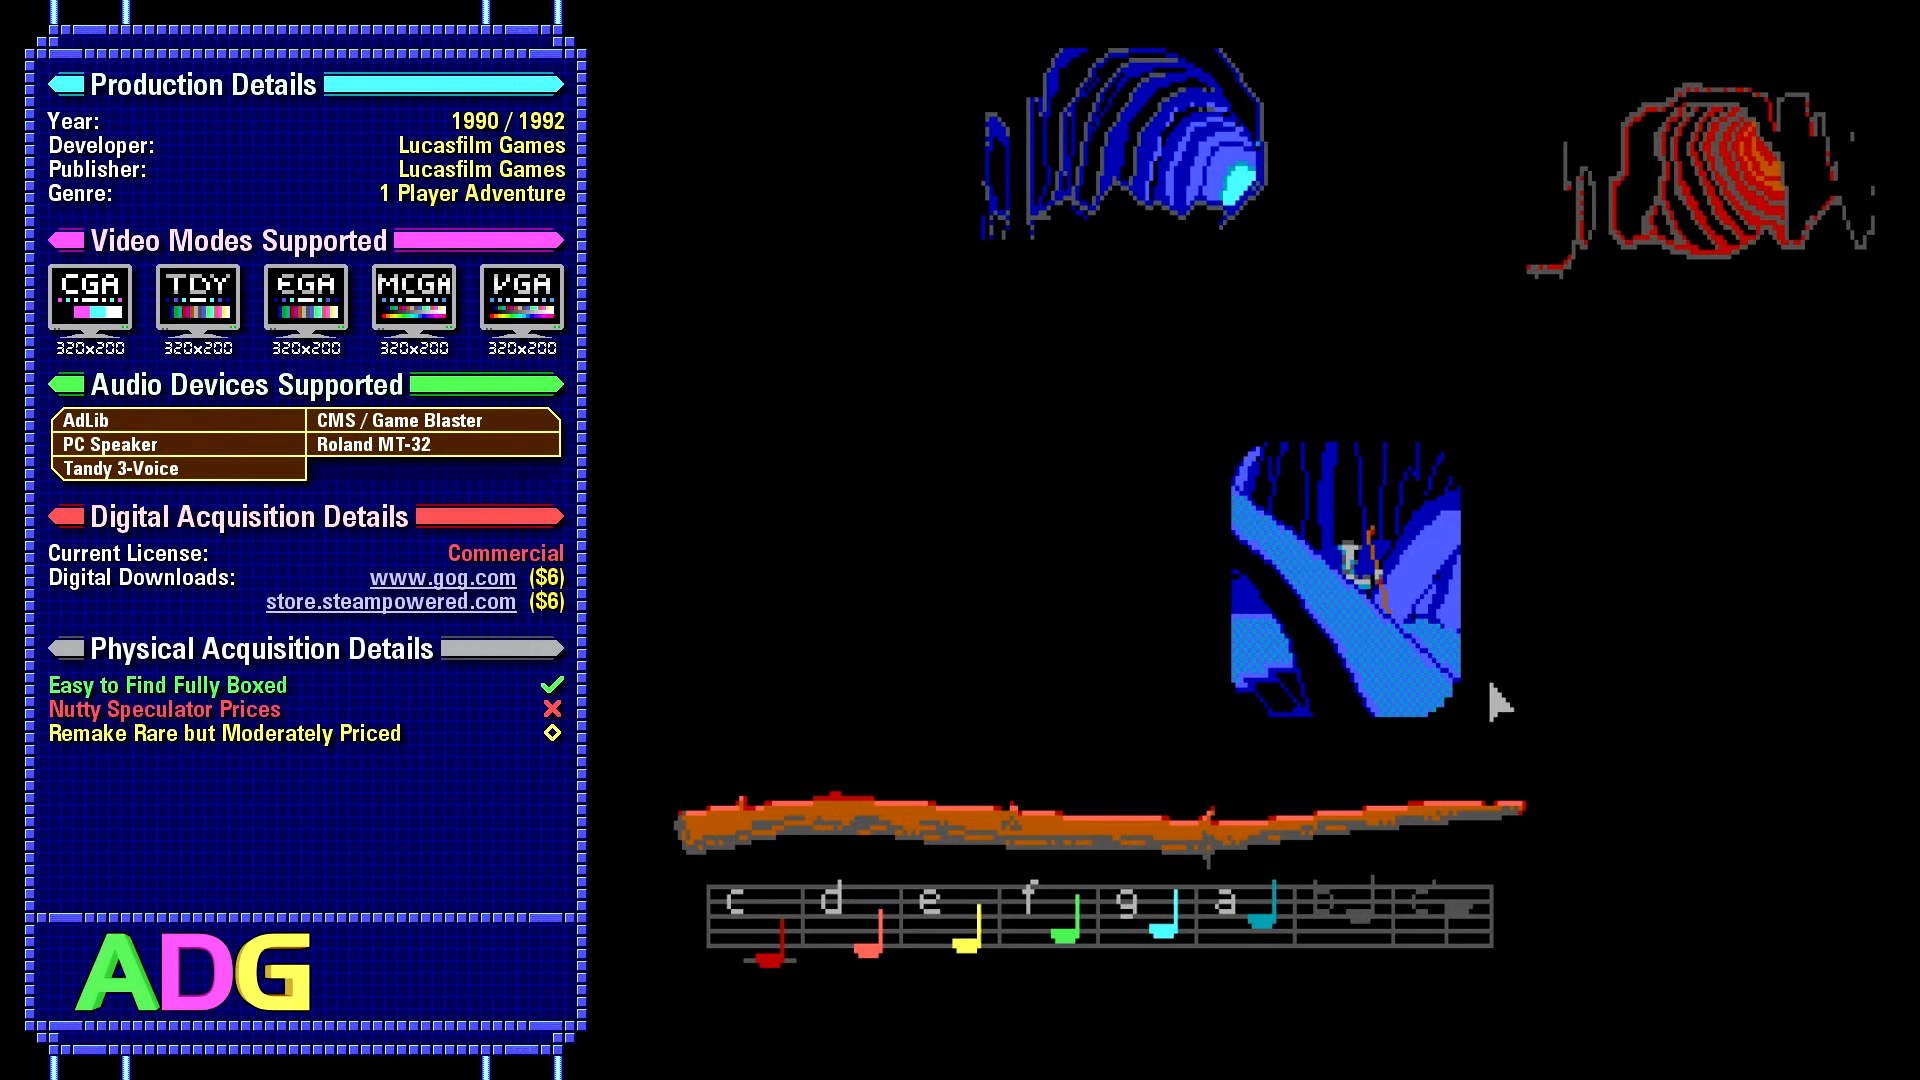 Production Details
Year: 1990 / 1992
Developer: Lucasfilm Games
Publisher: Lucasfilm Games
Genre: 1 Player Adventure
Video Modes Supported
CGA TDY EGA MCGA VGA
320x200 320x200 320x200 320x200 320x200
Audio Devices Supported
AdLib CMS / Game Blaster
PC Speaker Roland MT-32
Tandy 3-Voice
Digital Acquisition Details
Current License: Commercial
Digital Downloads: www.gog.com ($6)
store.steampowered.com ($6)
Physical Acquisition Details
Easy to Find Fully Boxed
Nutty Speculator Prices
Remake Rare but Moderately Priced
ADG
c d e f g a b c